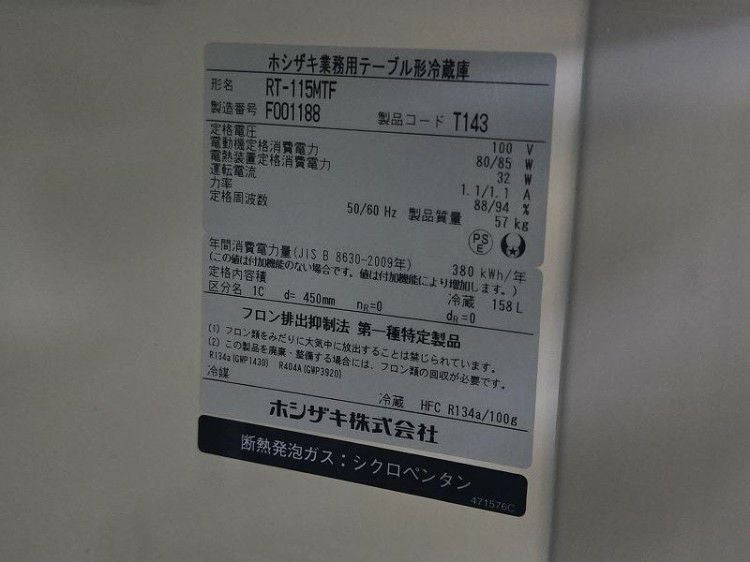 ホシザキ業務用テーブル形冷蔵庫
形名 RT-115MTF
製造番号 F001188 製品コード T143
定格電圧 100 V
電動機定格消費電力 80/85 W
電熱装置定格消費電力 32 W
運転電流 1.1/1.1 A
力率 88/94 %
定格周波数 50/60 Hz 製品質量 57 kg
PSE
年間消費電力量(JIS B 8630-2009年) 380 kWh/年
(この値は付加機能のない場合です。値は付加機能により増加します。)
定格内容積 冷蔵 158 L
区分名 1C d= 450mm nR=0 dR=0
フロン排出抑制法 第一種特定製品
(1) フロン類をみだりに大気中に放出することは禁じられています。
(2) この製品を廃棄・整備する場合には、フロン類の回収が必要です。
R134a(GWP1430) R404A(GWP3920)
冷媒 冷蔵 HFC R134a/100g
ホシザキ株式会社
断熱発泡ガス：シクロペンタン
471576C